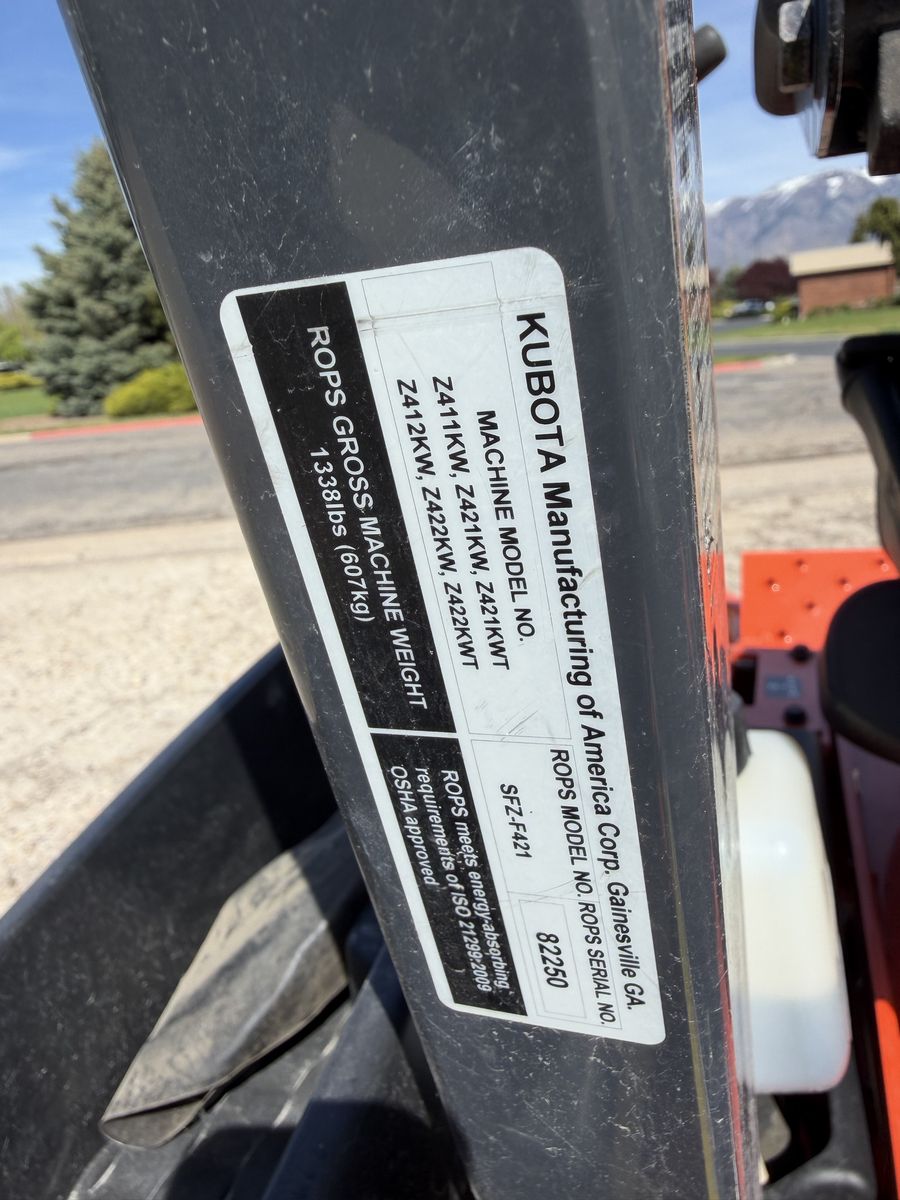 KUBOTA Manufacturing of America Corp. Gainesville GA.
MACHINE MODEL NO.
Z411KW, Z421KW, Z421KWT
Z412KW, Z422KW, Z422KWT
ROPS MODEL NO.
SFZ-F421
ROPS SERIAL NO.
82250
ROPS GROSS MACHINE WEIGHT
1338lbs (607kg)
ROPS meets energy-absorbing
requirements of ISO 21299:2009
OSHA approved